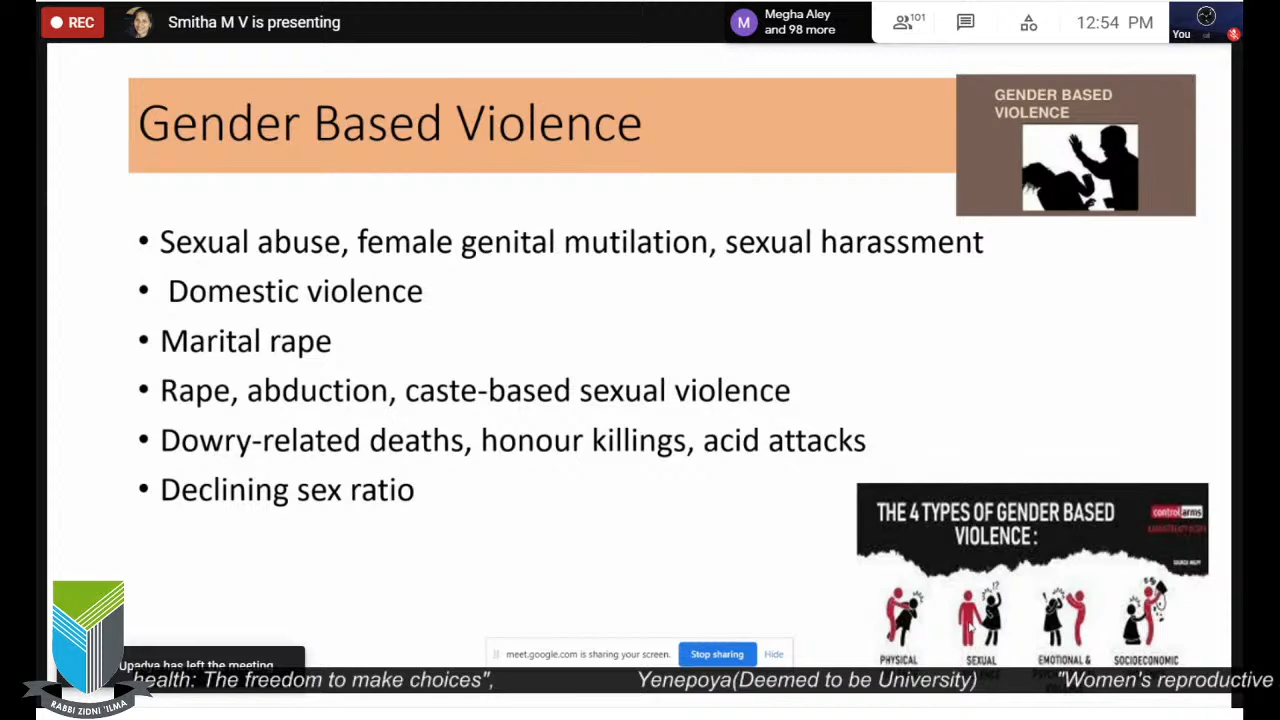 REC
Smitha M V is presenting
M
Megha Aley
and 98 more
101
12:54 PM
You
Gender Based Violence
GENDER BASED
VIOLENCE
• Sexual abuse, female genital mutilation, sexual harassment
• Domestic violence
• Marital rape
• Rape, abduction, caste-based sexual violence
• Dowry-related deaths, honour killings, acid attacks
• Declining sex ratio
THE 4 TYPES OF GENDER BASED
VIOLENCE:
controlarms
PHYSICAL
SEXUAL
EMOTIONAL &
SOCIOECONOMIC
meet.google.com is sharing your screen.
Stop sharing
Hide
Upadya has left the meeting
health: The freedom to make choices", Yenepoya(Deemed to be University) "Women's reproductive
RABBI ZIDNI 'ILMA